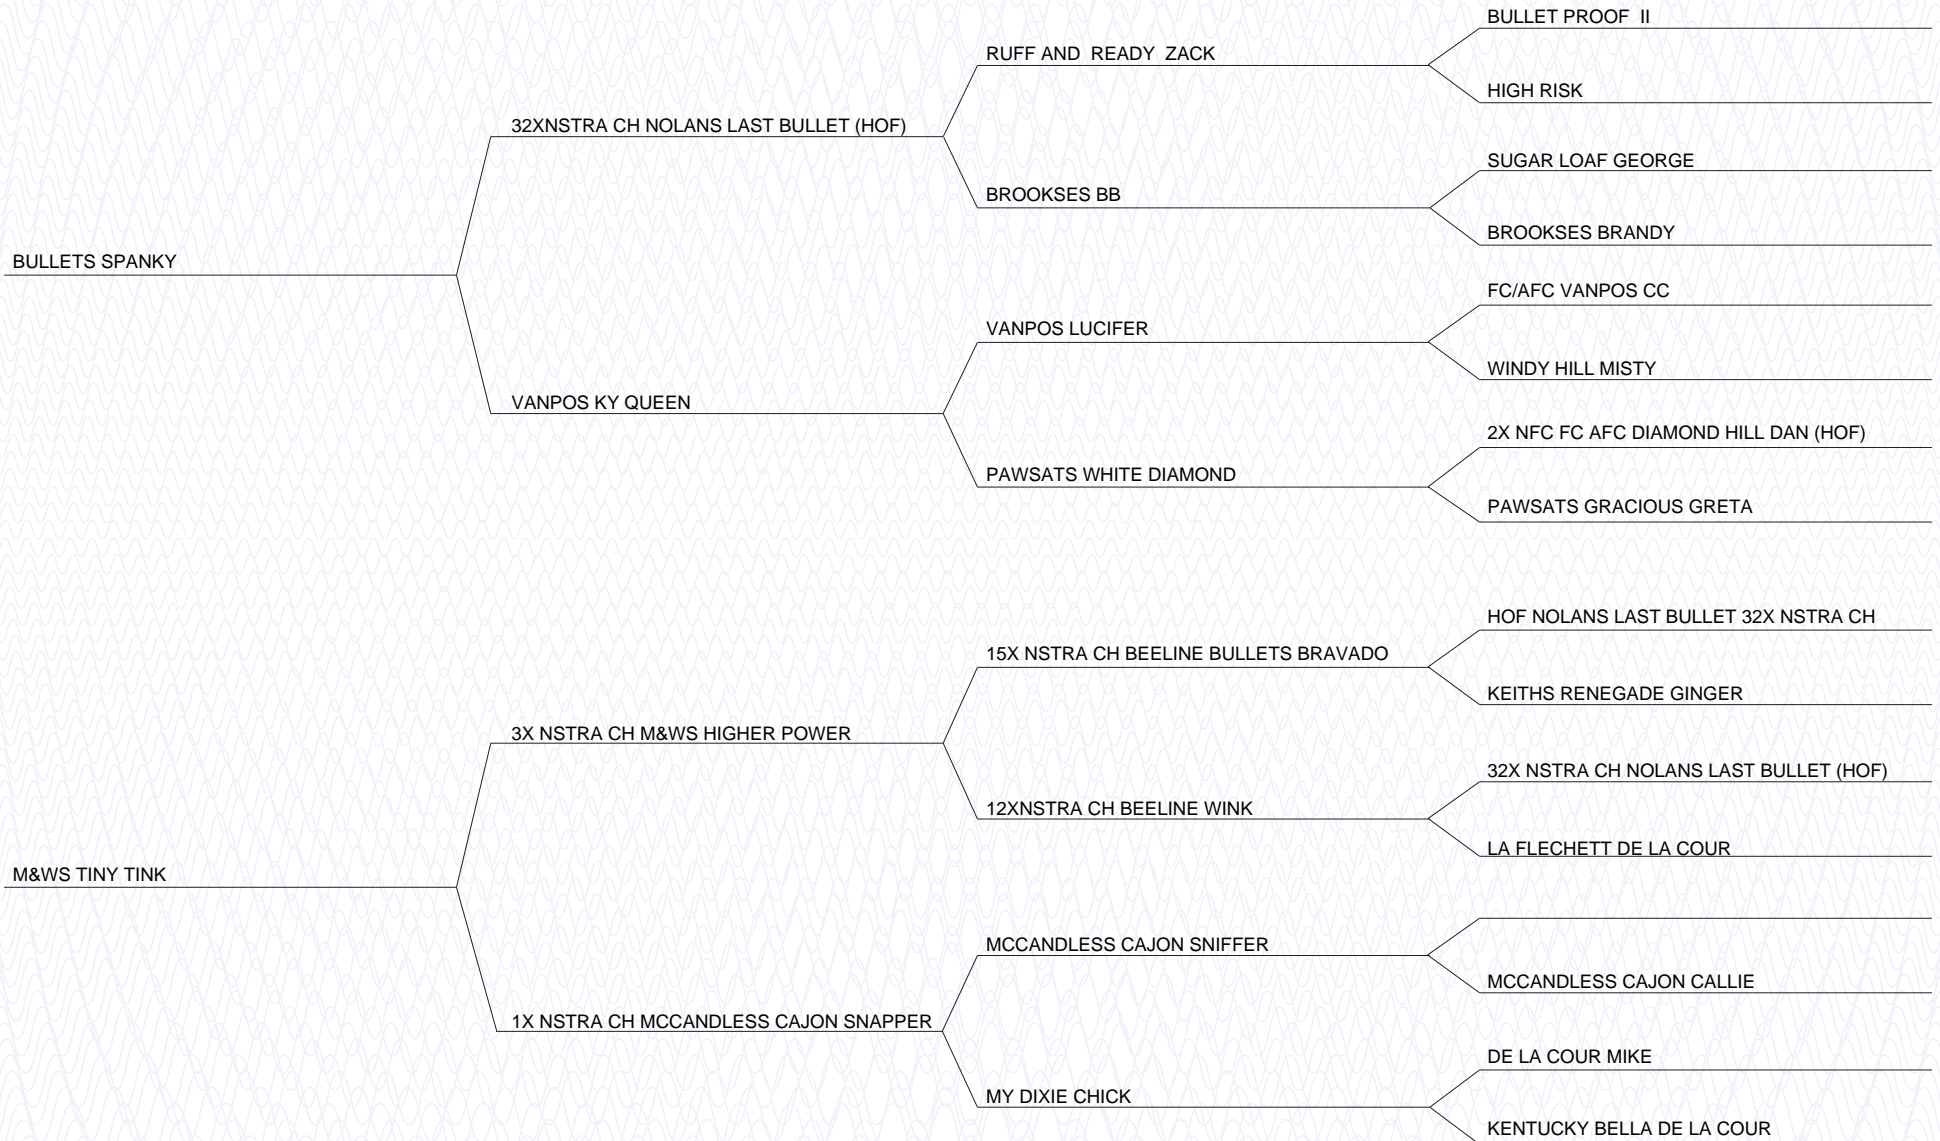 BULLET PROOF  II
RUFF AND  READY  ZACK
HIGH RISK
32XNSTRA CH NOLANS LAST BULLET (HOF)
SUGAR LOAF GEORGE
BROOKSES BB
BROOKSES BRANDY
BULLETS SPANKY
FC/AFC VANPOS CC
VANPOS LUCIFER
WINDY HILL MISTY
VANPOS KY QUEEN
2X NFC FC AFC DIAMOND HILL DAN (HOF)
PAWSATS WHITE DIAMOND
PAWSATS GRACIOUS GRETA
HOF NOLANS LAST BULLET 32X NSTRA CH
15X NSTRA CH BEELINE BULLETS BRAVADO
KEITHS RENEGADE GINGER
3X NSTRA CH M&WS HIGHER POWER
32X NSTRA CH NOLANS LAST BULLET (HOF)
12XNSTRA CH BEELINE WINK
LA FLECHETT DE LA COUR
M&WS TINY TINK
MCCANDLESS CAJON SNIFFER
MCCANDLESS CAJON CALLIE
1X NSTRA CH MCCANDLESS CAJON SNAPPER
DE LA COUR MIKE
MY DIXIE CHICK
KENTUCKY BELLA DE LA COUR